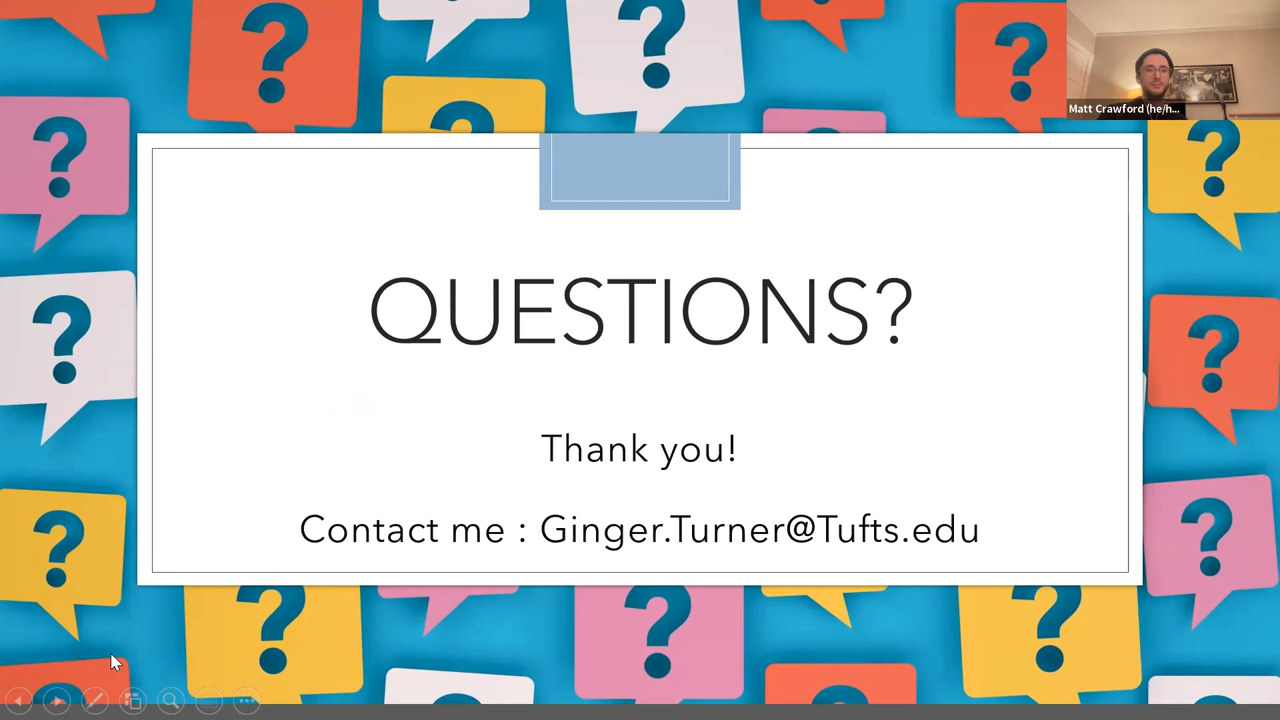 Matt Crawford (he/h...
QUESTIONS?
Thank you!
Contact me : Ginger.Turner@Tufts.edu